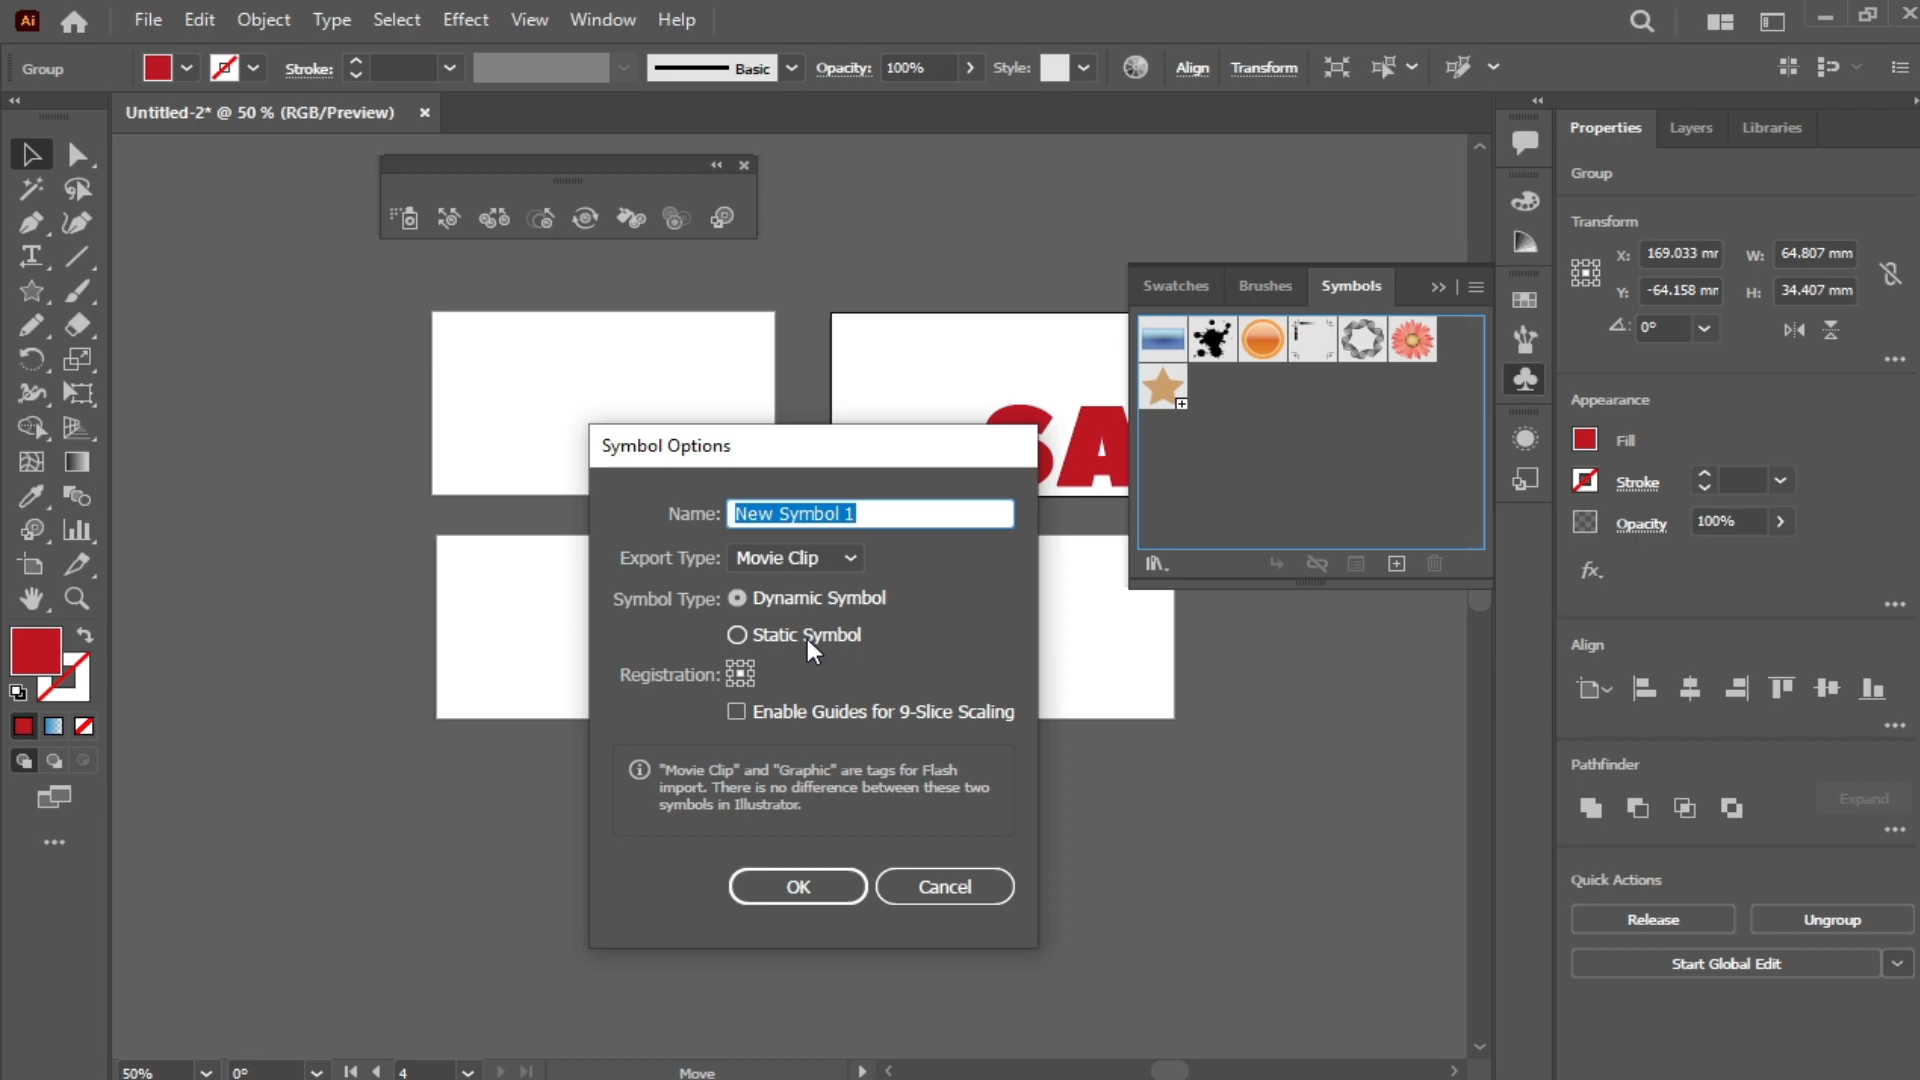 Ai File Edit Object Type Select Effect View Window Help
Group Stroke: Basic Opacity: 100% Style: Align Transform
Untitled-2* @ 50 % (RGB/Preview)
Properties Layers Libraries
Group
Transform
X: 169.033 mm W: 64.807 mm
Y: -64.158 mm H: 34.407 mm
0°
Swatches Brushes Symbols
SA
Appearance
Fill
Stroke
Opacity 100%
fx.
Symbol Options
Name: New Symbol 1
Export Type: Movie Clip
Symbol Type: Dynamic Symbol
Static Symbol
Registration:
Enable Guides for 9-Slice Scaling
"Movie Clip" and "Graphic" are tags for Flash
import. There is no difference between these two
symbols in Illustrator.
OK Cancel
Align
Pathfinder
Expand
Quick Actions
Release Ungroup
Start Global Edit
50% 0° 4 Move